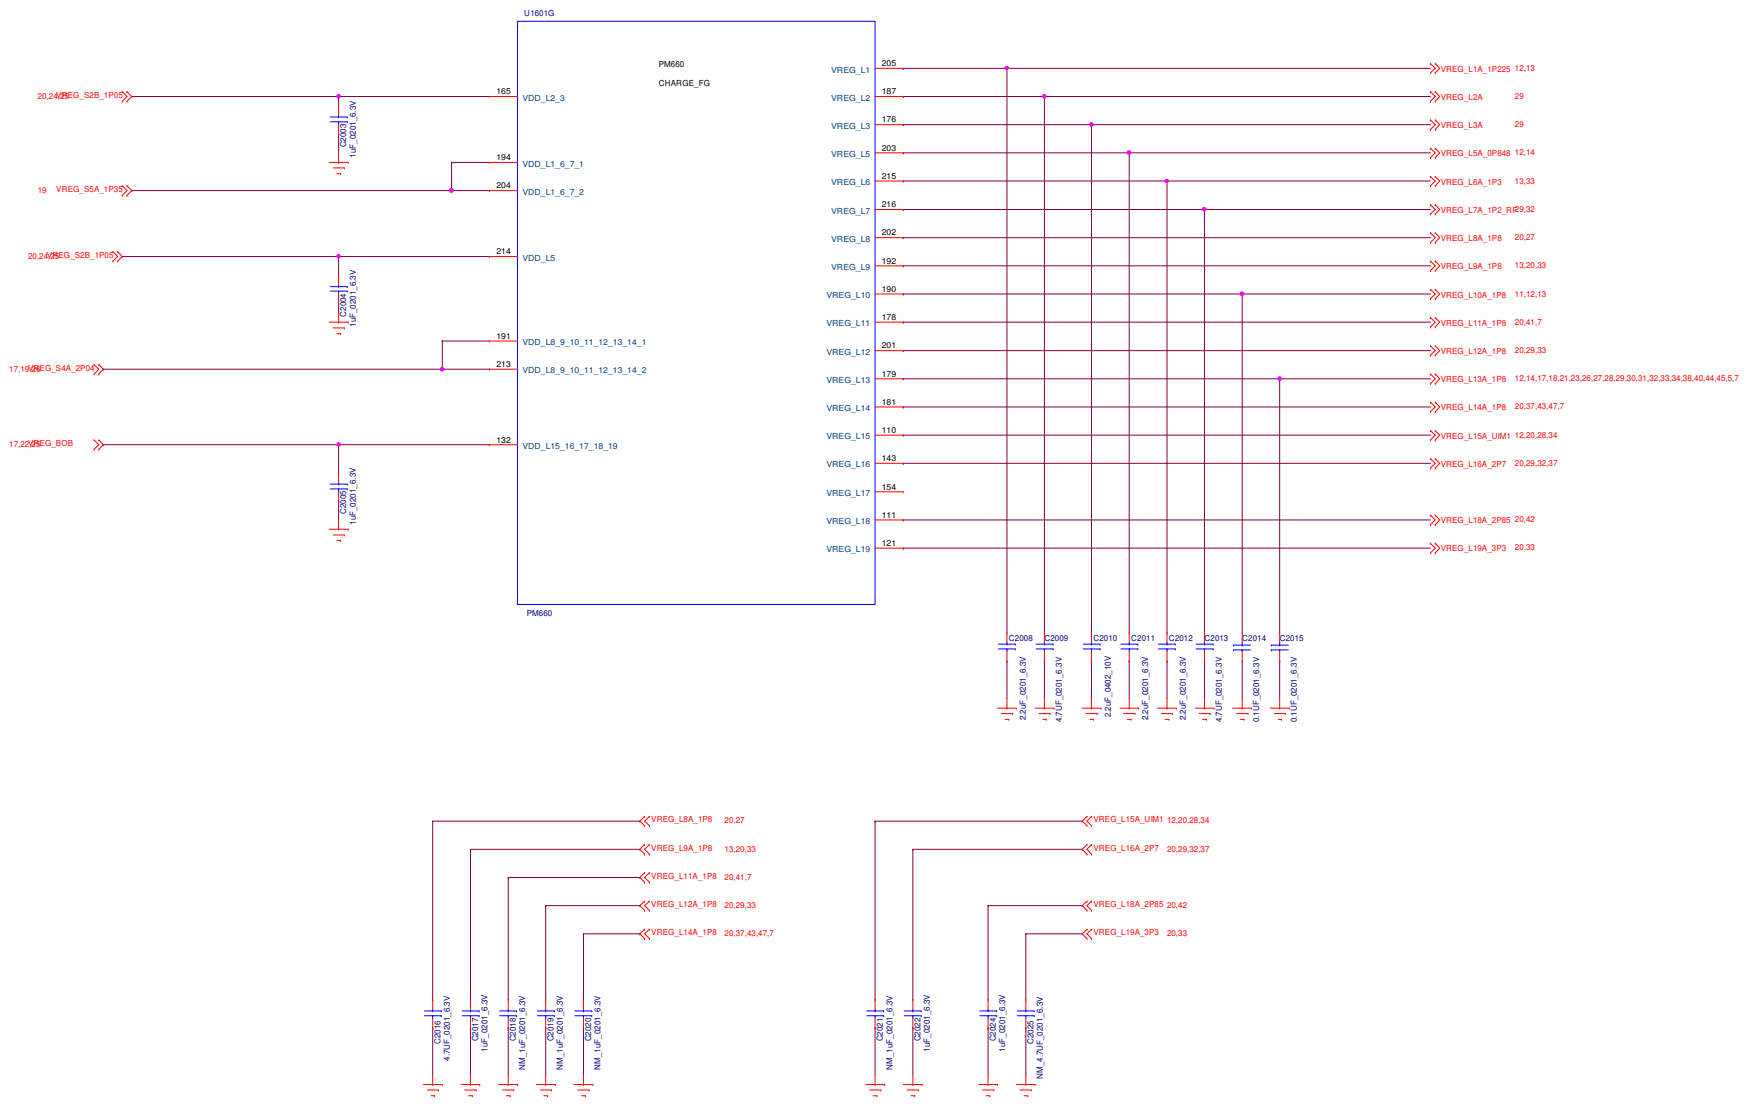 U1601G
PM660
CHARGE_FG
VREG_S2B_1P05
165
VDD_L2_3
C2003
1uF_0201_6.3V
194
VDD_L1_6_7_1
19 VREG_S5A_1P35
204
VDD_L1_6_7_2
VREG_S2B_1P05
214
VDD_L5
C2004
1uF_0201_6.3V
191
VDD_L8_9_10_11_12_13_14_1
VREG_S4A_2P04
213
VDD_L8_9_10_11_12_13_14_2
VREG_BOB
132
VDD_L15_16_17_18_19
C2005
1uF_0201_6.3V
VREG_L1 205 VREG_L1A_1P225 12,13
VREG_L2 187 VREG_L2A 29
VREG_L3 176 VREG_L3A 29
VREG_L5 203 VREG_L5A_0P848 12,14
VREG_L6 215 VREG_L6A_1P3 13,33
VREG_L7 216 VREG_L7A_1P2_RF 29,32
VREG_L8 202 VREG_L8A_1P8 20,27
VREG_L9 192 VREG_L9A_1P8 13,20,33
VREG_L10 190 VREG_L10A_1P8 11,12,13
VREG_L11 178 VREG_L11A_1P8 20,41,7
VREG_L12 201 VREG_L12A_1P8 20,29,33
VREG_L13 179 VREG_L13A_1P8 12,14,17,18,21,23,26,27,28,29,30,31,32,33,34,38,40,44,45,5,7
VREG_L14 181 VREG_L14A_1P8 20,37,43,47,7
VREG_L15 110 VREG_L15A_UIM1 12,20,28,34
VREG_L16 143 VREG_L16A_2P7 20,29,32,37
VREG_L17 154
VREG_L18 111 VREG_L18A_2P85 20,42
VREG_L19 121 VREG_L19A_3P3 20,33
PM660
C2008 C2009 C2010 C2011 C2012 C2013 C2014 C2015
2.2uF_0201_6.3V
4.7UF_0201_6.3V
2.2uF_0402_10V
2.2uF_0201_6.3V
2.2uF_0201_6.3V
4.7UF_0201_6.3V
0.1UF_0201_6.3V
0.1UF_0201_6.3V
VREG_L8A_1P8 20,27
VREG_L9A_1P8 13,20,33
VREG_L11A_1P8 20,41,7
VREG_L12A_1P8 20,29,33
VREG_L14A_1P8 20,37,43,47,7
C2016
4.7UF_0201_6.3V
C2017
1uF_0201_6.3V
C2018
NM_1uF_0201_6.3V
C2019
NM_1uF_0201_6.3V
C2020
NM_1uF_0201_6.3V
VREG_L15A_UIM1 12,20,28,34
VREG_L16A_2P7 20,29,32,37
VREG_L18A_2P85 20,42
VREG_L19A_3P3 20,33
C2021
NM_1uF_0201_6.3V
C2022
1uF_0201_6.3V
C2024
1uF_0201_6.3V
C2025
NM_4.7UF_0201_6.3V